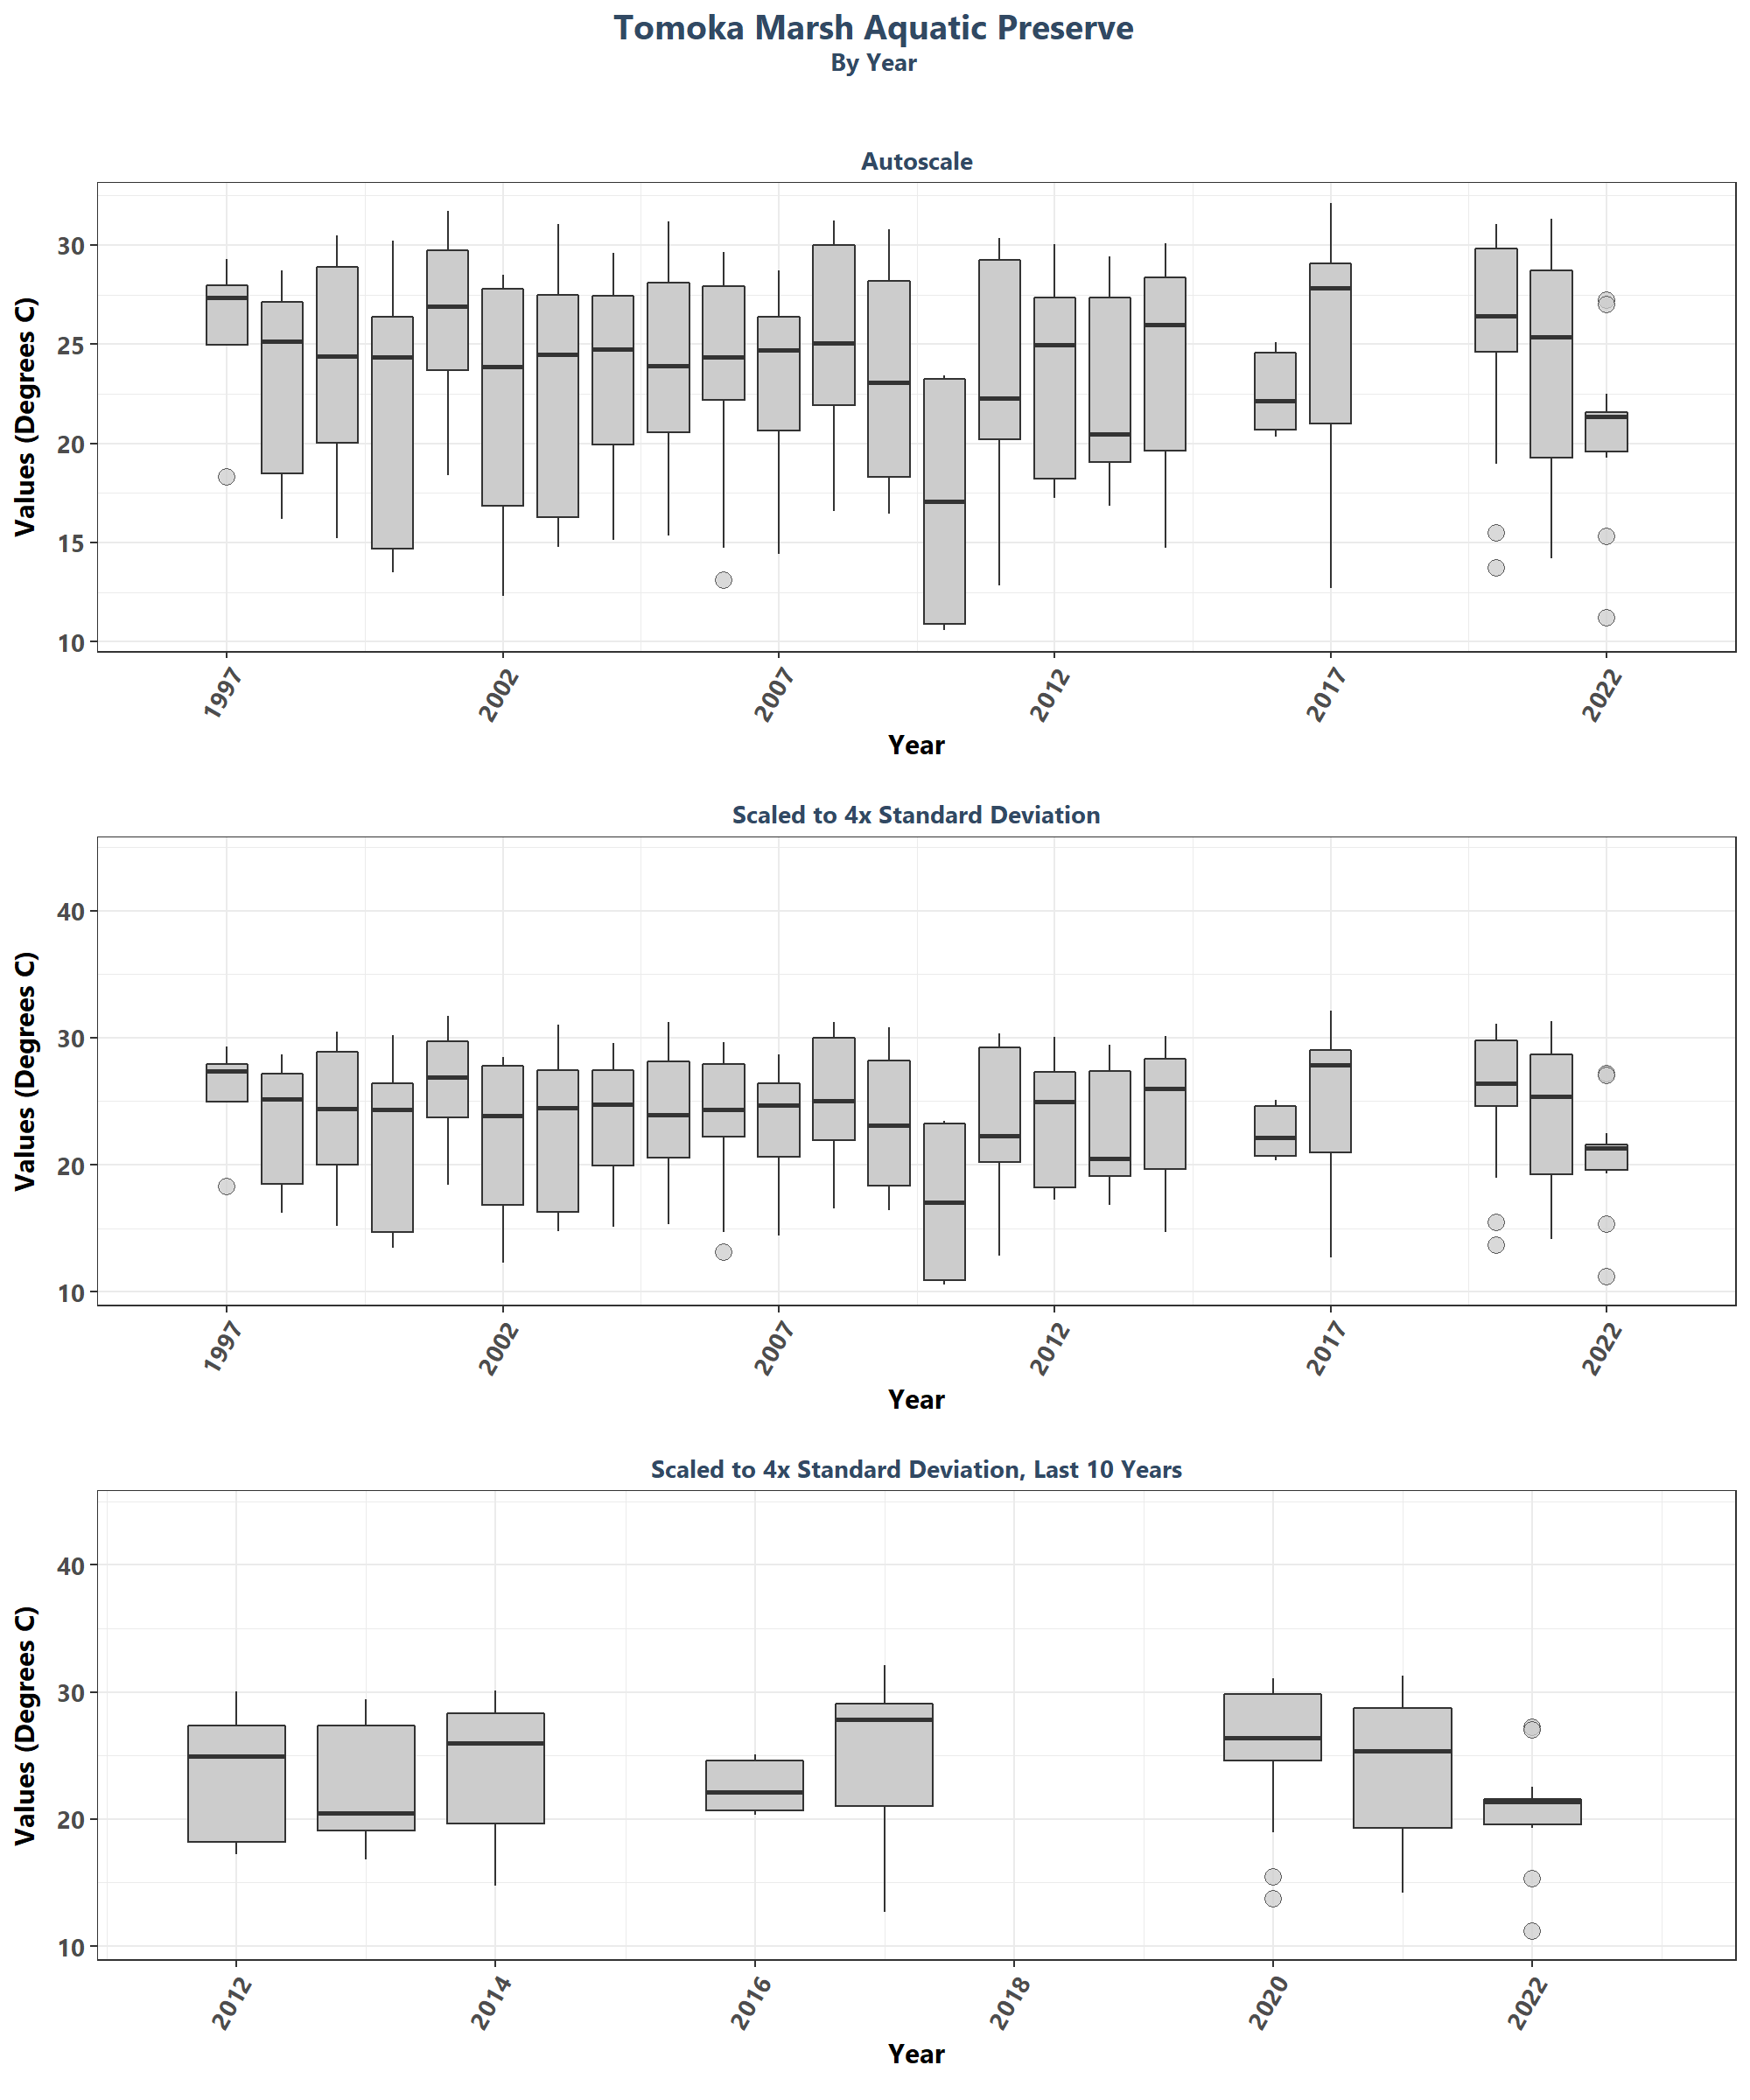 Tomoka Marsh Aquatic Preserve
By Year
Autoscale
Values (Degrees C)
30
25
20
15
10
1997
2002
2007
2012
2017
2022
Year
Scaled to 4x Standard Deviation
Values (Degrees C)
40
30
20
10
1997
2002
2007
2012
2017
2022
Year
Scaled to 4x Standard Deviation, Last 10 Years
Values (Degrees C)
40
30
20
10
2012
2014
2016
2018
2020
2022
Year